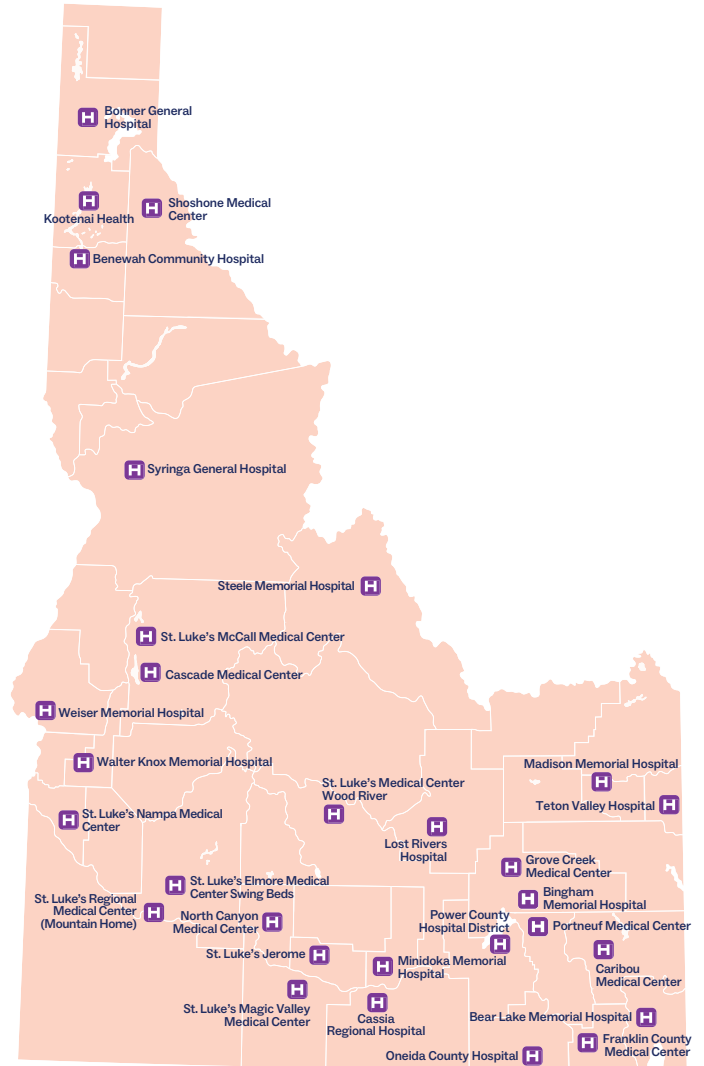 Bonner General
Hospital
H
H
Shoshone Medical
Center
H
Kootenai Health
H
Benewah Community Hospital
H
Syringa General Hospital
Steele Memorial Hospital
H
H
St. Luke's McCall Medical Center
H
Cascade Medical Center
H
Weiser Memorial Hospital
H
Walter Knox Memorial Hospital
Madison Memorial Hospital
H
St. Luke's Medical Center
Wood River
H
Teton Valley Hospital
H
H
St. Luke's Nampa Medical
Center
H
Lost Rivers
Hospital
H
Grove Creek
Medical Center
H
St. Luke's Elmore Medical
Center Swing Beds
H
Bingham
Memorial Hospital
St. Luke's Regional
Medical Center
(Mountain Home)
H
North Canyon
Medical Center
H
Power County
Hospital District
H
H
Portneuf Medical Center
St. Luke's Jerome
H
H
Minidoka Memorial
Hospital
H
Caribou
Medical Center
H
St. Luke's Magic Valley
Medical Center
H
Cassia
Regional Hospital
Bear Lake Memorial Hospital
H
H
Franklin County
Medical Center
Oneida County Hospital
H